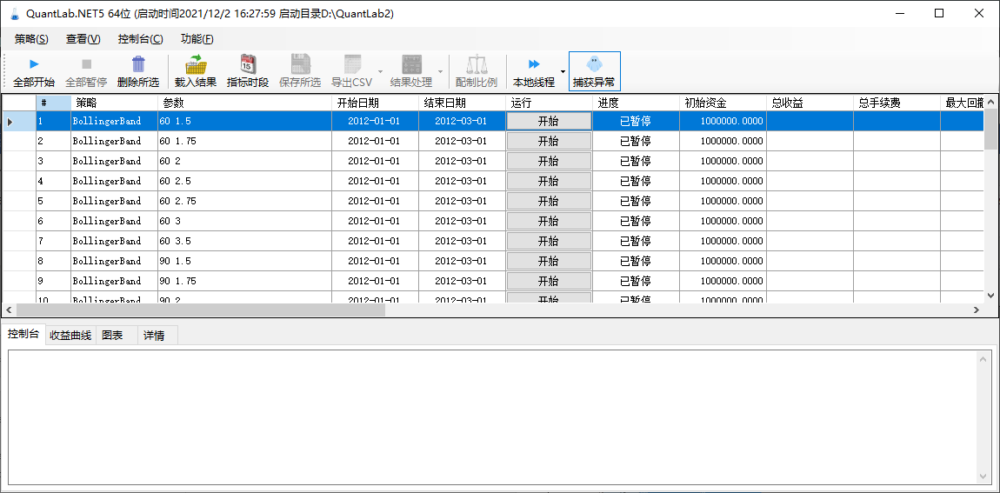 QuantLab.NET5 64位 (启动时间2021/12/2 16:27:59 启动目录D:\QuantLab2)
策略(S) 查看(V) 控制台(C) 功能(F)
15
全部开始 全部暂停 删除所选 载入结果 指标时段 保存所选 导出CSV 结果处理 配制比例 本地线程 捕获异常
# 策略 参数 开始日期 结束日期 运行 进度 初始资金 总收益 总手续费 最大回撤
1 BollingerBand 60 1.5 2012-01-01 2012-03-01 开始 已暂停 1000000.0000
2 BollingerBand 60 1.75 2012-01-01 2012-03-01 开始 已暂停 1000000.0000
3 BollingerBand 60 2 2012-01-01 2012-03-01 开始 已暂停 1000000.0000
4 BollingerBand 60 2.5 2012-01-01 2012-03-01 开始 已暂停 1000000.0000
5 BollingerBand 60 2.75 2012-01-01 2012-03-01 开始 已暂停 1000000.0000
6 BollingerBand 60 3 2012-01-01 2012-03-01 开始 已暂停 1000000.0000
7 BollingerBand 60 3.5 2012-01-01 2012-03-01 开始 已暂停 1000000.0000
8 BollingerBand 90 1.5 2012-01-01 2012-03-01 开始 已暂停 1000000.0000
9 BollingerBand 90 1.75 2012-01-01 2012-03-01 开始 已暂停 1000000.0000
10 BollingerBand 90 2 2012-01-01 2012-03-01 开始 已暂停 1000000.0000
控制台 收益曲线 图表 详情